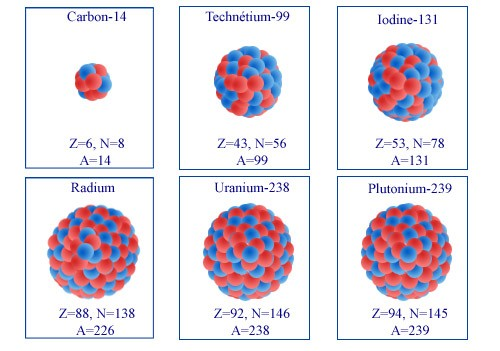 Carbon-14
Z=6, N=8
A=14
Technétium-99
Z=43, N=56
A=99
Iodine-131
Z=53, N=78
A=131
Radium
Z=88, N=138
A=226
Uranium-238
Z=92, N=146
A=238
Plutonium-239
Z=94, N=145
A=239